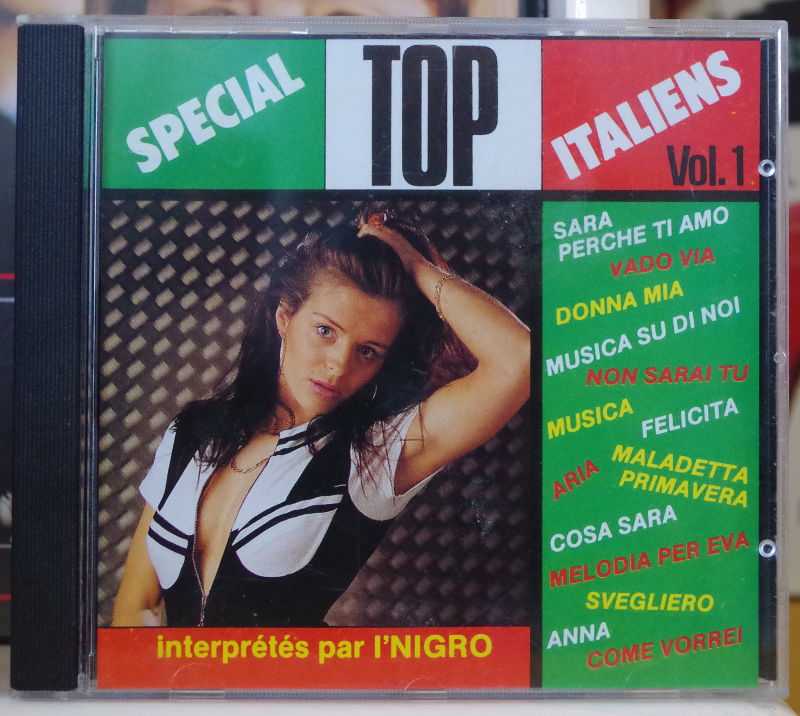 SPECIAL
TOP
ITALIENS
Vol. 1
SARA
PERCHE TI AMO
VADO VIA
DONNA MIA
MUSICA SU DI NOI
NON SARAI TU
MUSICA
FELICITA
ARIA
MALADETTA
PRIMAVERA
COSA SARA
MELODIA PER EVA
SVEGLIERO
ANNA
COME VORREI
interprétés par I'NIGRO